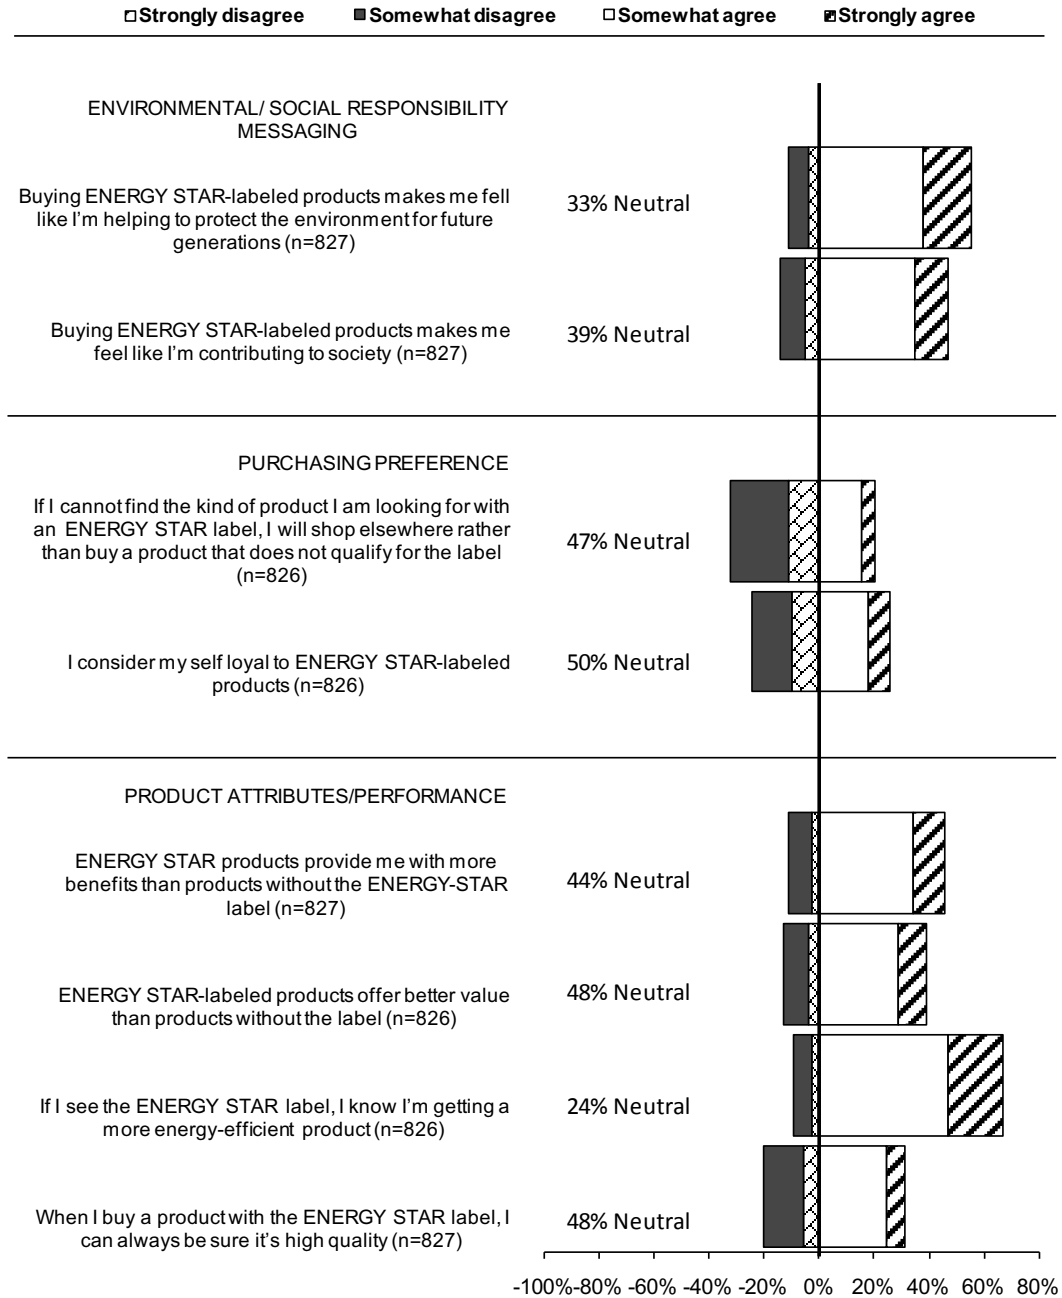 Strongly disagree Somewhat disagree Somewhat agree Strongly agree
ENVIRONMENTAL/ SOCIAL RESPONSIBILITY
MESSAGING
Buying ENERGY STAR-labeled products makes me fell
like I'm helping to protect the environment for future
generations (n=827)
33% Neutral
Buying ENERGY STAR-labeled products makes me
feel like I'm contributing to society (n=827)
39% Neutral
PURCHASING PREFERENCE
If I cannot find the kind of product I am looking for with
an ENERGY STAR label, I will shop elsewhere rather
than buy a product that does not qualify for the label
(n=826)
47% Neutral
I consider my self loyal to ENERGY STAR-labeled
products (n=826)
50% Neutral
PRODUCT ATTRIBUTES/PERFORMANCE
ENERGY STAR products provide me with more
benefits than products without the ENERGY-STAR
label (n=827)
44% Neutral
ENERGY STAR-labeled products offer better value
than products without the label (n=826)
48% Neutral
If I see the ENERGY STAR label, I know I'm getting a
more energy-efficient product (n=826)
24% Neutral
When I buy a product with the ENERGY STAR label, I
can always be sure it's high quality (n=827)
48% Neutral
-100% -80% -60% -40% -20% 0% 20% 40% 60% 80%